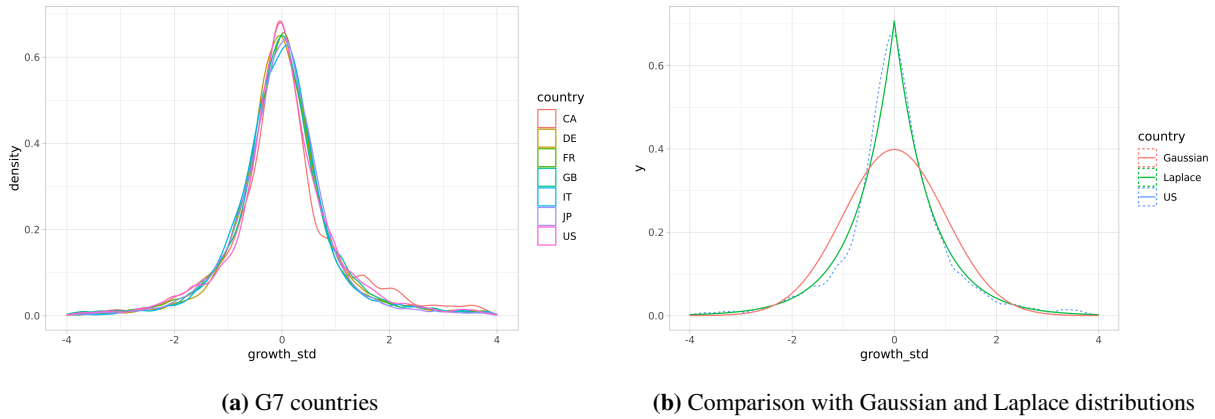 density
0.6
0.4
0.2
0.0
-4
-2
0
2
4
growth_std
country
CA
DE
FR
GB
IT
JP
US
(a) G7 countries
y
0.6
0.4
0.2
0.0
-4
-2
0
2
4
growth_std
country
Gaussian
Laplace
US
(b) Comparison with Gaussian and Laplace distributions